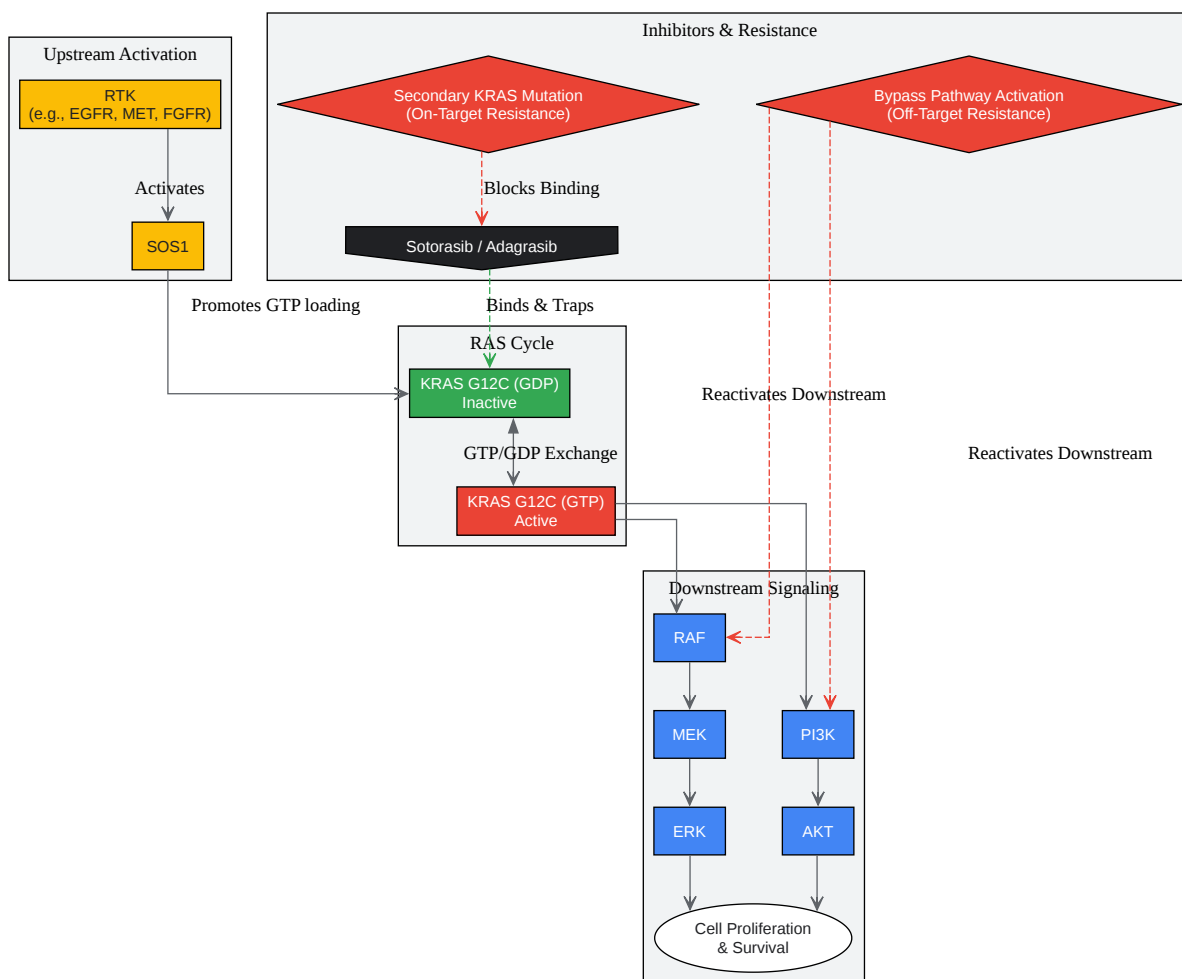 Inhibitors & Resistance
Upstream Activation
RTK
(e.g., EGFR, MET, FGFR)
Secondary KRAS Mutation
(On-Target Resistance)
Bypass Pathway Activation
(Off-Target Resistance)
Activates
Blocks Binding
SOS1
Sotorasib / Adagrasib
Promotes GTP loading
Binds & Traps
RAS Cycle
KRAS G12C (GDP)
Inactive
Reactivates Downstream
GTP/GDP Exchange
Reactivates Downstream
KRAS G12C (GTP)
Active
Downstream Signaling
RAF
MEK
PI3K
ERK
AKT
Cell Proliferation
& Survival